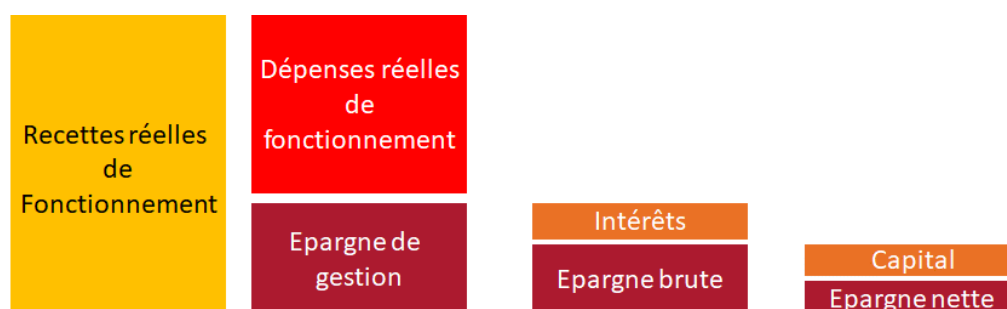 Recettes réelles
de
Fonctionnement
Dépenses réelles
de
fonctionnement
Epargne de
gestion
Intérêts
Epargne brute
Capital
Epargne nette